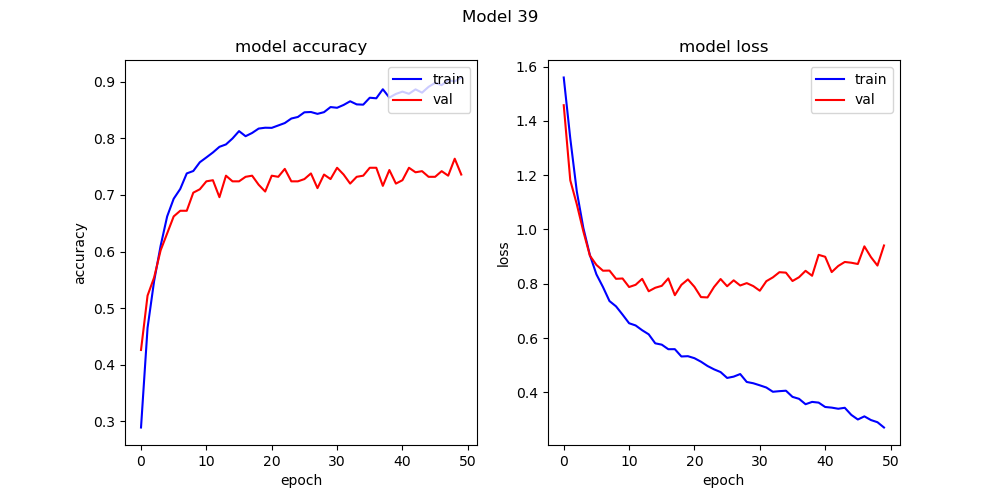 Model 39
model accuracy
train
val
0.9
0.8
0.7
0.6
0.5
0.4
0.3
accuracy
0 10 20 30 40 50
epoch
model loss
train
val
1.6
1.4
1.2
1.0
0.8
0.6
0.4
loss
0 10 20 30 40 50
epoch